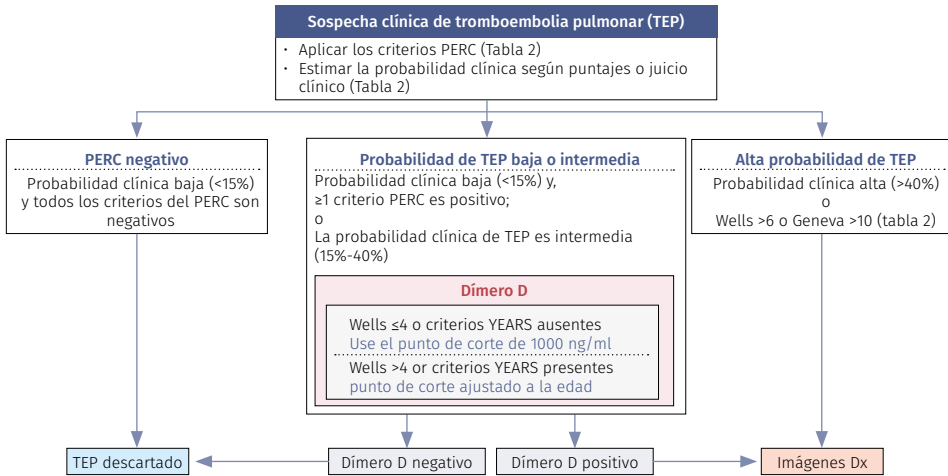 Sospecha clínica de tromboembolia pulmonar (TEP)
· Aplicar los criterios PERC (Tabla 2)
· Estimar la probabilidad clínica según puntajes o juicio
clínico (Tabla 2)
PERC negativo
Probabilidad clínica baja (<15%)
y todos los criterios del PERC son
negativos
Probabilidad de TEP baja o intermedia
Probabilidad clínica baja (<15%) y,
≥1 criterio PERC es positivo;
o
La probabilidad clínica de TEP es intermedia
(15%-40%)
Dímero D
Wells ≤4 o criterios YEARS ausentes
Use el punto de corte de 1000 ng/ml
Wells >4 or criterios YEARS presentes
punto de corte ajustado a la edad
Alta probabilidad de TEP
Probabilidad clínica alta (>40%)
o
Wells >6 o Geneva >10 (tabla 2)
TEP descartado
Dímero D negativo
Dímero D positivo
Imágenes Dx